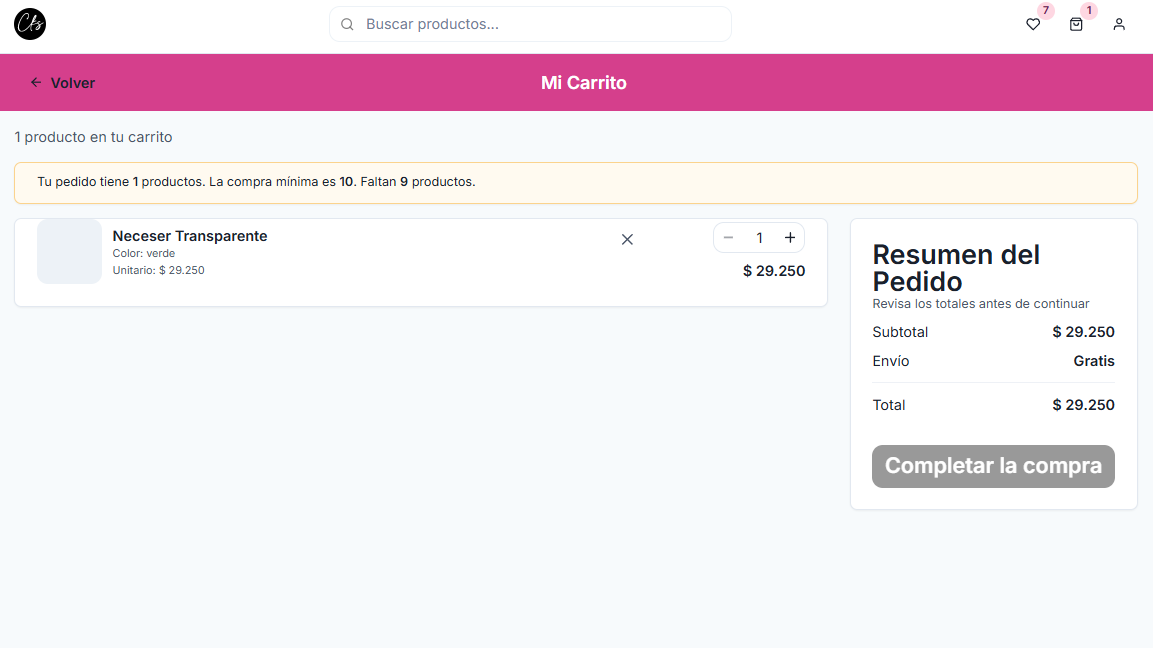 Cts
Buscar productos...
7
1
Volver
Mi Carrito
1 producto en tu carrito
Tu pedido tiene 1 productos. La compra mínima es 10. Faltan 9 productos.
Neceser Transparente
Color: verde
Unitario: $ 29.250
1
$ 29.250
Resumen del
Pedido
Revisa los totales antes de continuar
Subtotal $ 29.250
Envío Gratis
Total $ 29.250
Completar la compra